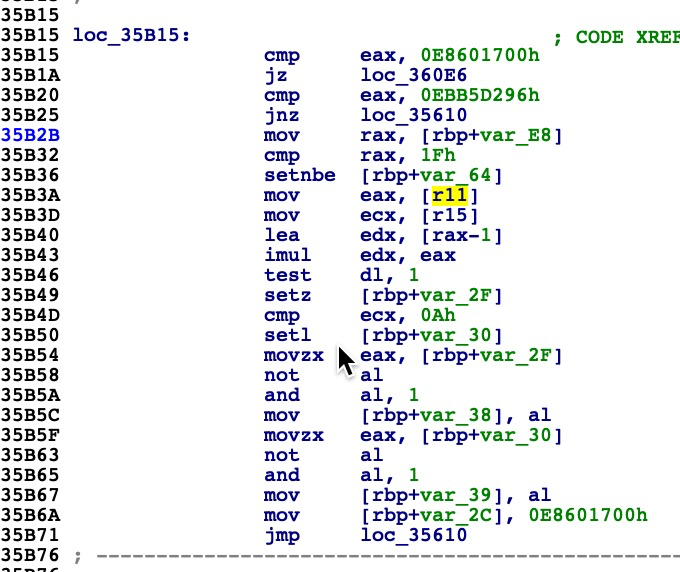 35B15
35B15 loc_35B15: ; CODE XREF
35B15 cmp eax, 0E8601700h
35B1A jz loc_360E6
35B20 cmp eax, 0EBB5D296h
35B25 jnz loc_35610
35B2B mov rax, [rbp+var_E8]
35B32 cmp rax, 1Fh
35B36 setnbe [rbp+var_64]
35B3A mov eax, [r11]
35B3D mov ecx, [r15]
35B40 lea edx, [rax-1]
35B43 imul edx, eax
35B46 test dl, 1
35B49 setz [rbp+var_2F]
35B4D cmp ecx, 0Ah
35B50 setl [rbp+var_30]
35B54 movzx eax, [rbp+var_2F]
35B58 not al
35B5A and al, 1
35B5C mov [rbp+var_38], al
35B5F movzx eax, [rbp+var_30]
35B63 not al
35B65 and al, 1
35B67 mov [rbp+var_39], al
35B6A mov [rbp+var_2C], 0E8601700h
35B71 jmp loc_35610
35B76 ; ---------------------------------------------------